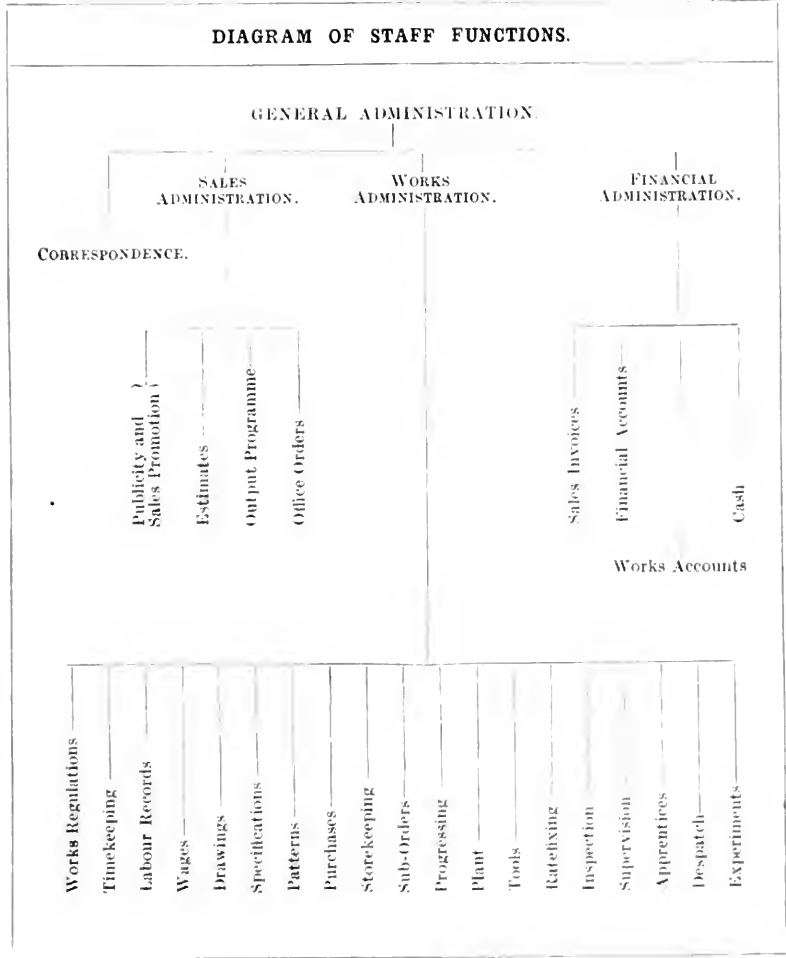 DIAGRAM OF STAFF FUNCTIONS.
GENERAL ADMINISTRATION.
SALES
ADMINISTRATION.
WORKS
ADMINISTRATION.
FINANCIAL
ADMINISTRATION.
CORRESPONDENCE.
Publicity and
Sales Promotion
Estimates
Output Programme
Office Orders
Sales Invoices
Financial Accounts
Works Accounts
Cash
Works Regulations
Timekeeping
Labour Records
Wages
Drawings
Specifications
Patterns
Purchases
Storekeeping
Sub-Orders
Progressing
Plant
Tools
Ratefixing
Inspection
Supervision
Apprentices
Despatch
Experiments